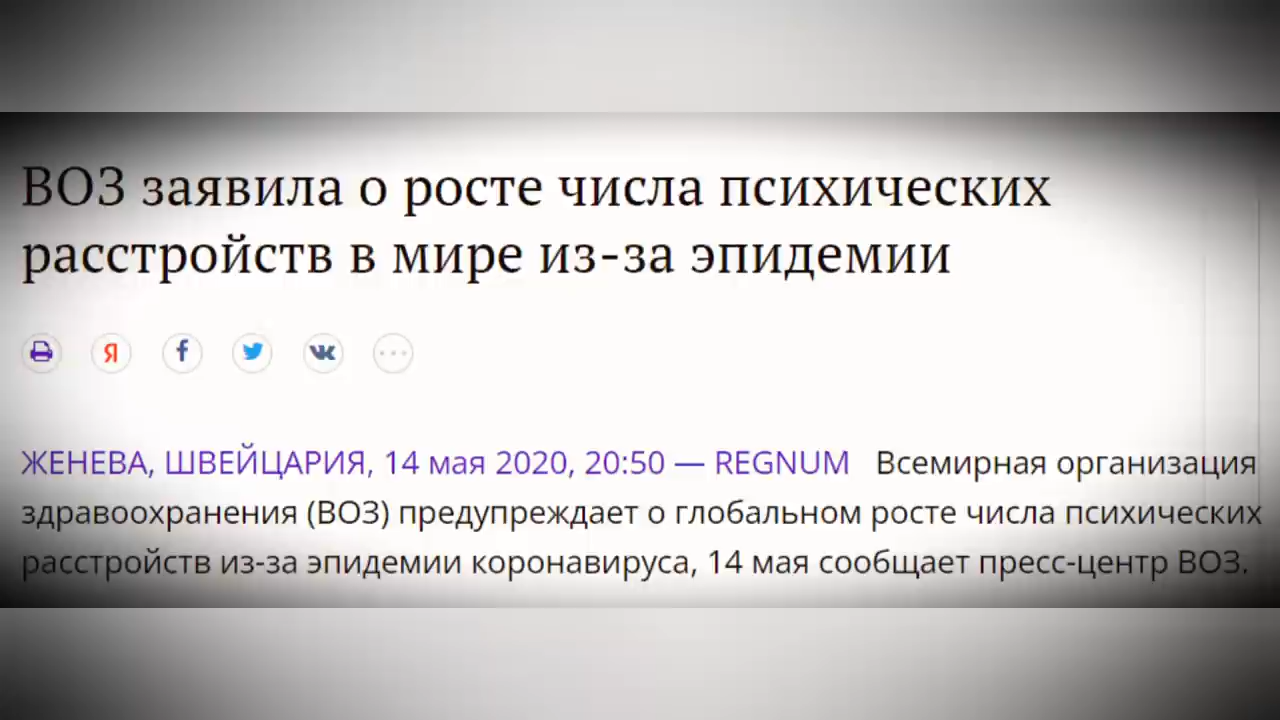 ВОЗ заявила о росте числа психических
расстройств в мире из-за эпидемии
ЖЕНЕВА, ШВЕЙЦАРИЯ, 14 мая 2020, 20:50 — REGNUM Всемирная организация
здравоохранения (ВОЗ) предупреждает о глобальном росте числа психических
расстройств из-за эпидемии коронавируса, 14 мая сообщает пресс-центр ВОЗ.